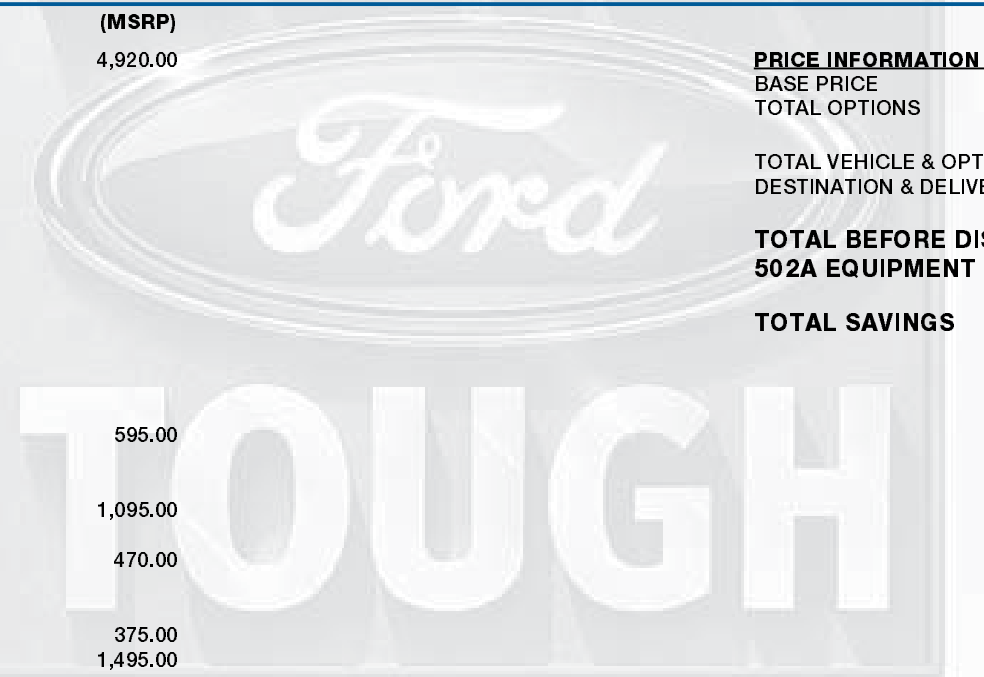 (MSRP)
4,920.00
PRICE INFORMATION
BASE PRICE
TOTAL OPTIONS
TOTAL VEHICLE & OPT
DESTINATION & DELIVE
TOTAL BEFORE DIS
502A EQUIPMENT
TOTAL SAVINGS
Ford
TOUGH
595.00
1,095.00
470.00
375.00
1,495.00